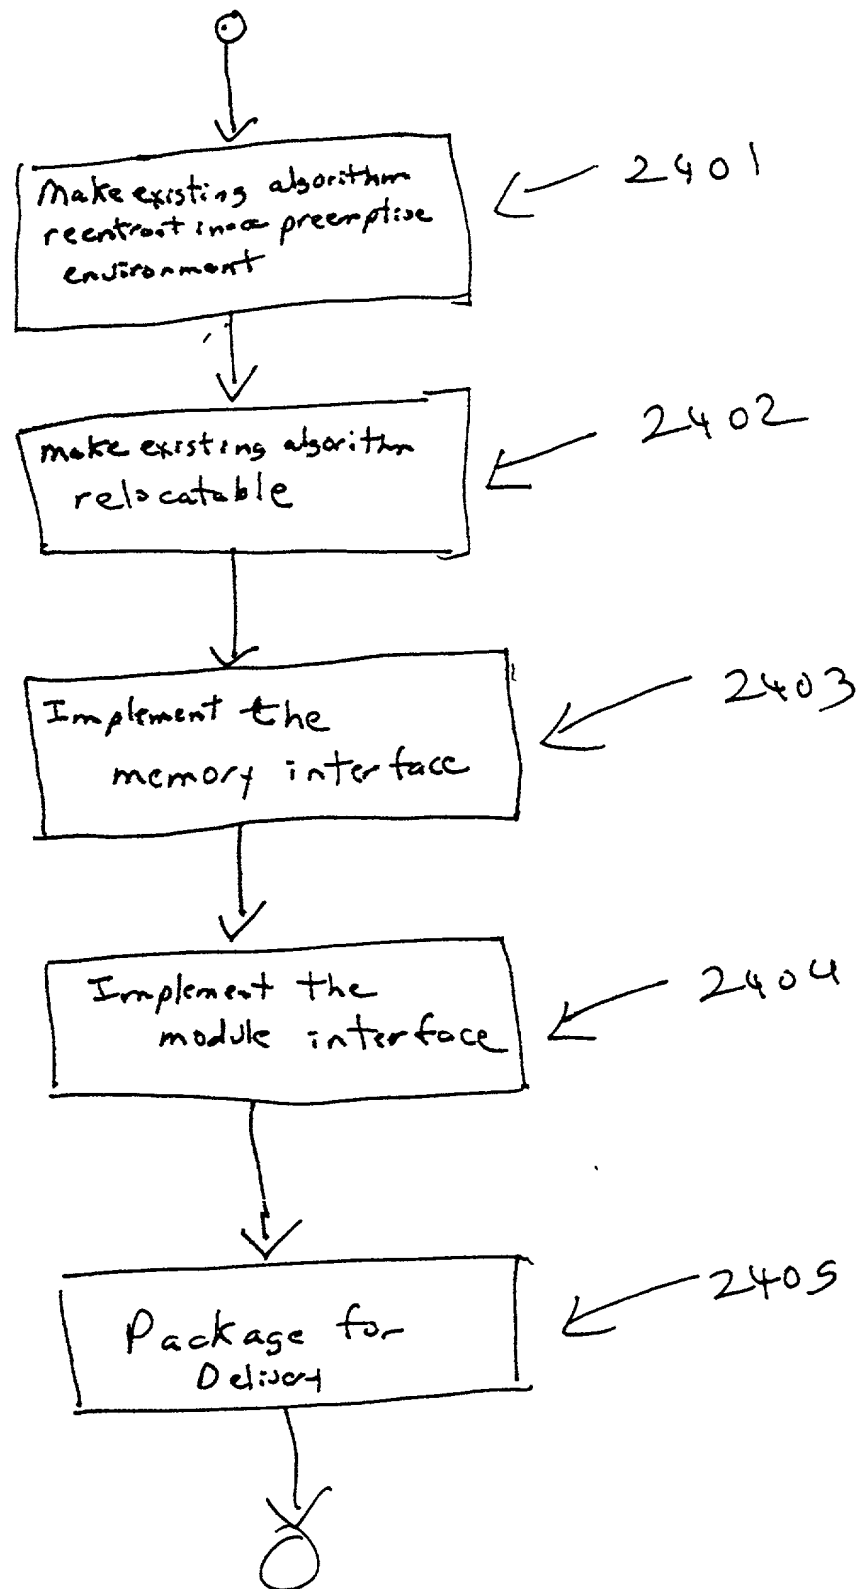 Make existing algorithm
2401
reentrant in a preemptive
environment
make existing algorithm
2402
relocatable
Implement the
2403
memory interface
Implement the
2404
module interface
2405
Package for
Delivery